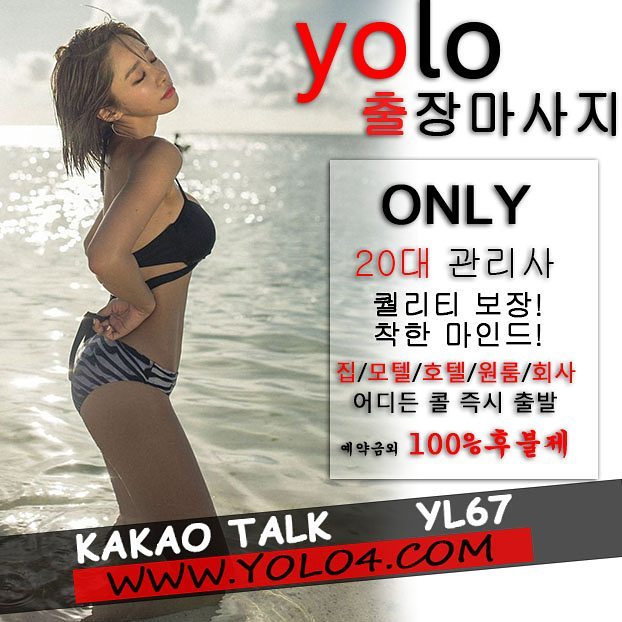 yolo
출장마사지
ONLY
20대 관리사
퀄리티 보장!
착한 마인드!
집/모텔/호텔/원룸/회사
어디든 콜 즉시 출발
예약금외 100%후불제
KAKAO TALK YL67
WWW.YOLO4.COM